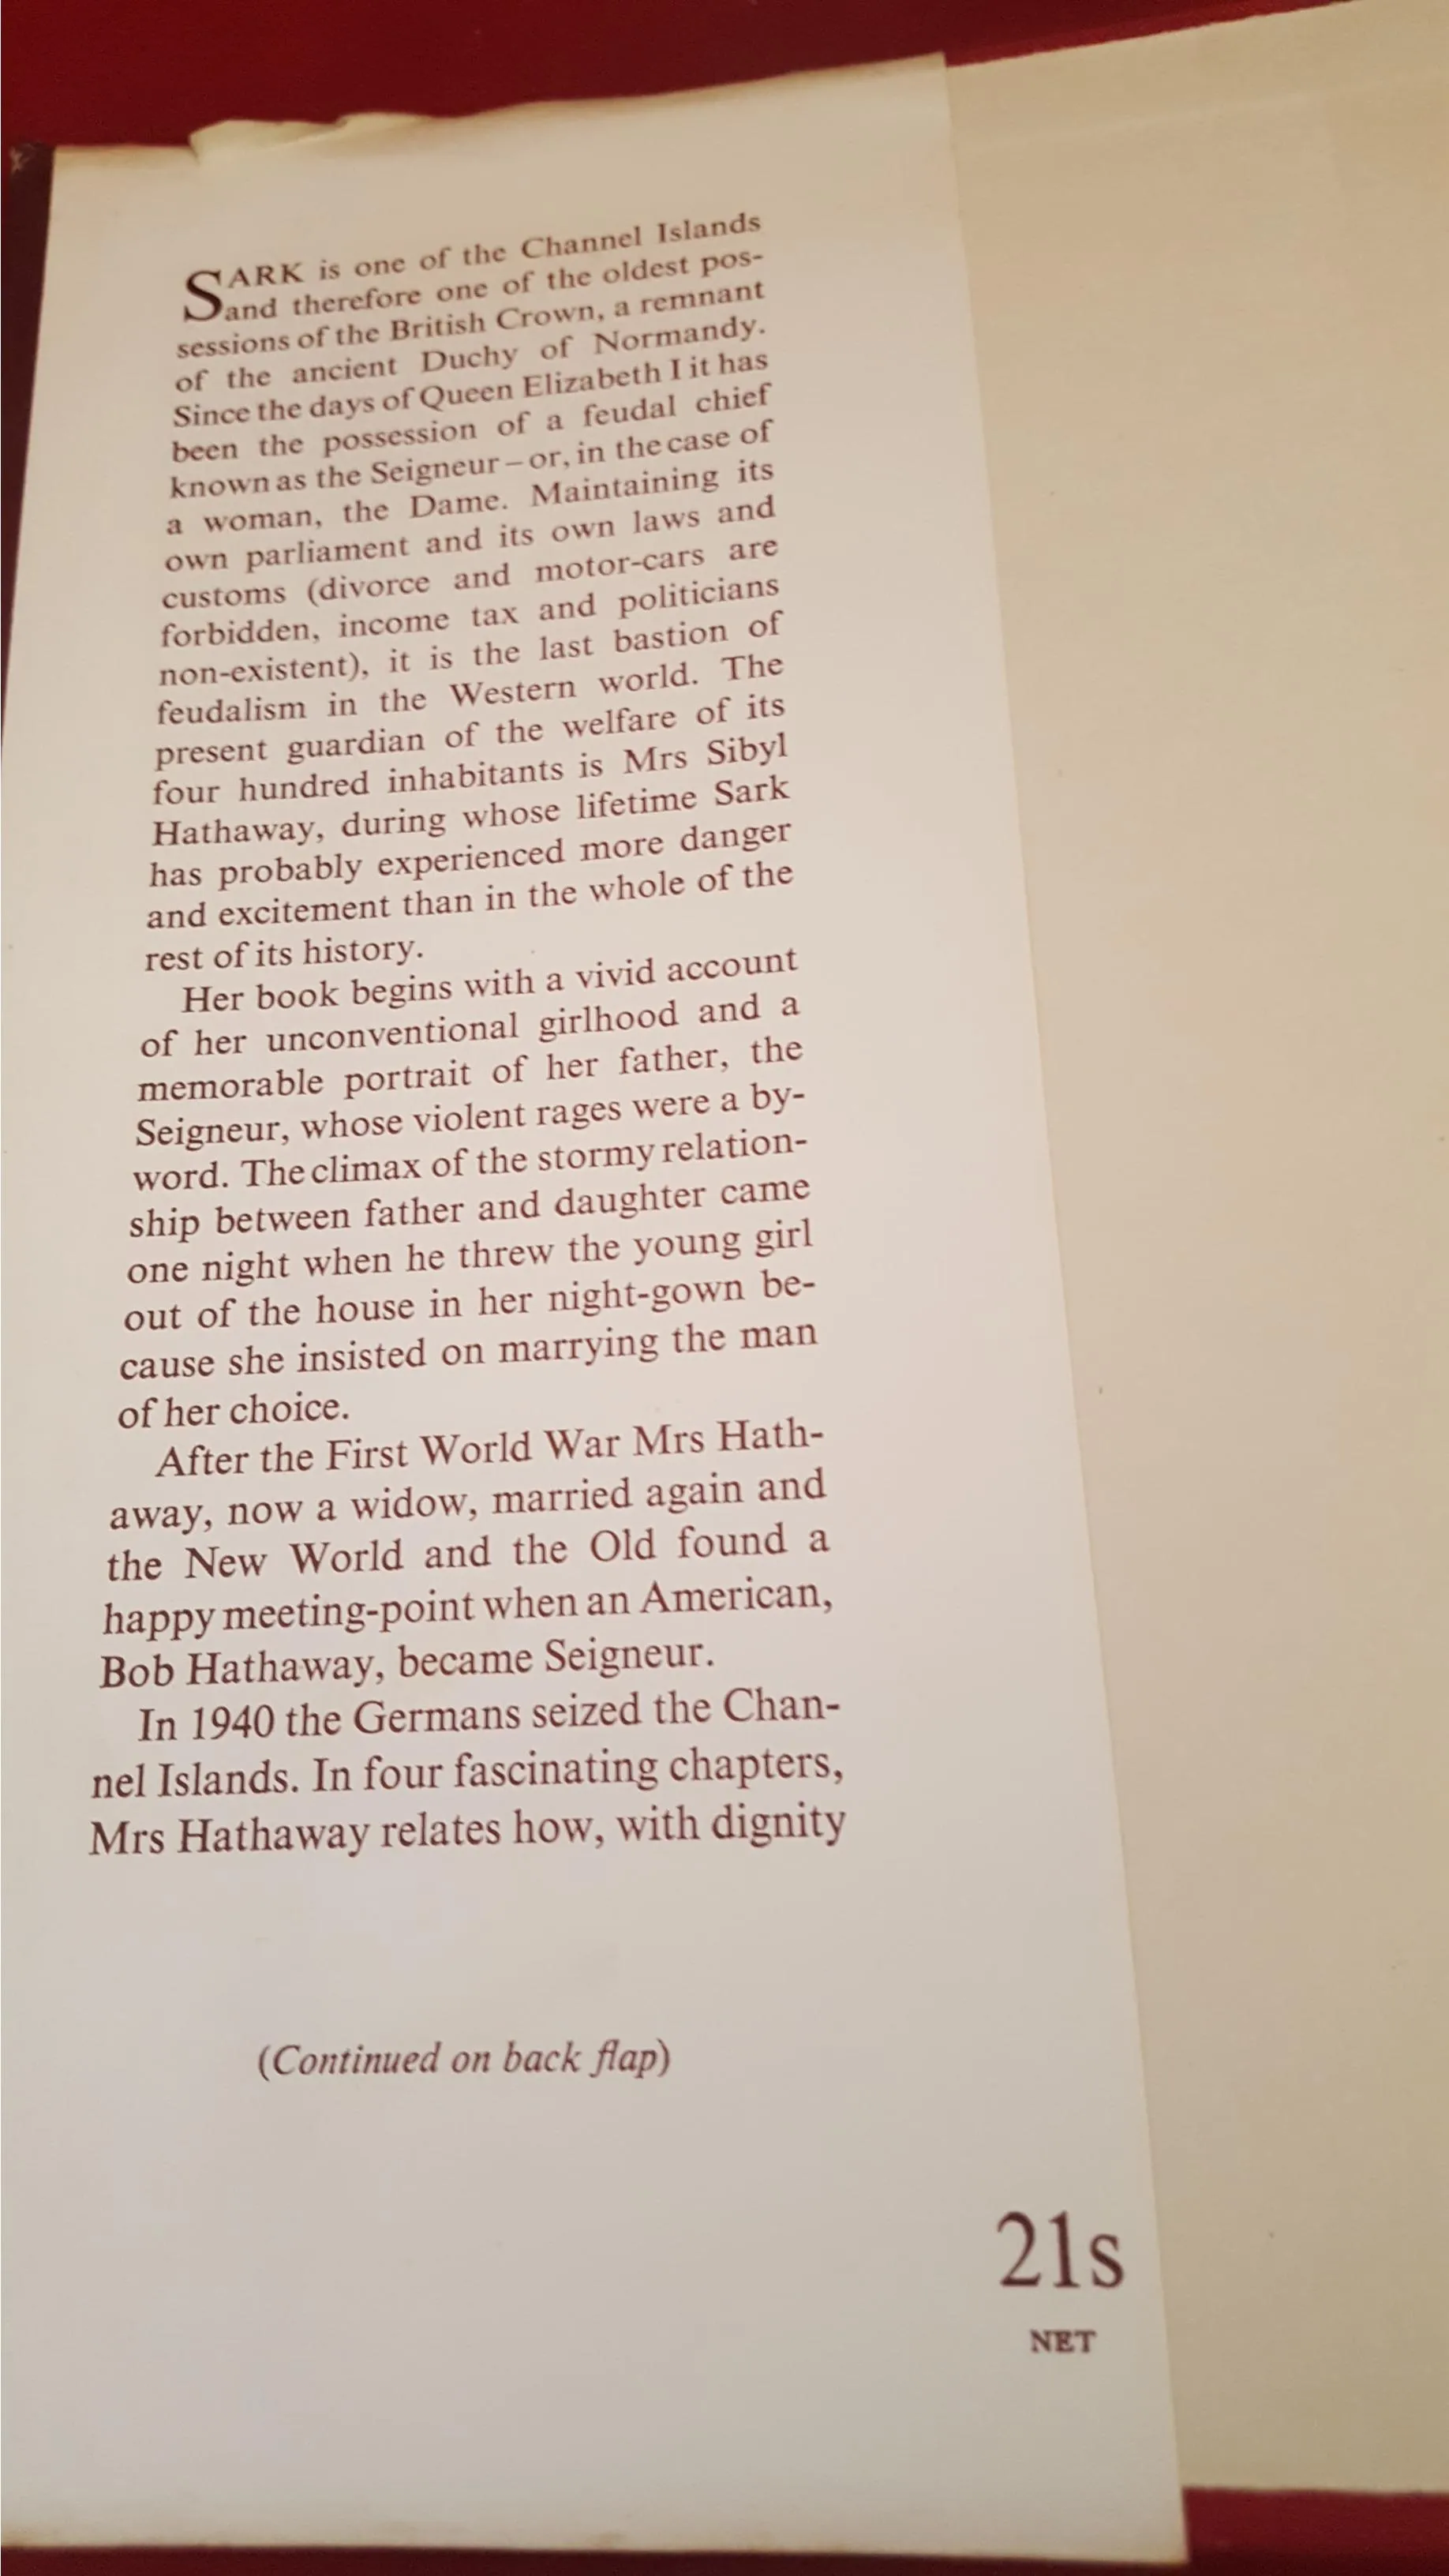 SARK is one of the Channel Islands
and therefore one of the oldest pos-
sessions of the British Crown, a remnant
of the ancient Duchy of Normandy.
Since the days of Queen Elizabeth I it has
been the possession of a feudal chief
known as the Seigneur – or, in the case of
a woman, the Dame. Maintaining its
own parliament and its own laws and
customs (divorce and motor-cars are
forbidden, income tax and politicians
non-existent), it is the last bastion of
feudalism in the Western world. The
present guardian of the welfare of its
four hundred inhabitants is Mrs Sibyl
Hathaway, during whose lifetime Sark
has probably experienced more danger
and excitement than in the whole of the
rest of its history.
Her book begins with a vivid account
of her unconventional girlhood and a
memorable portrait of her father, the
Seigneur, whose violent rages were a by-
word. The climax of the stormy relation-
ship between father and daughter came
one night when he threw the young girl
out of the house in her night-gown be-
cause she insisted on marrying the man
of her choice.
After the First World War Mrs Hath-
away, now a widow, married again and
the New World and the Old found a
happy meeting-point when an American,
Bob Hathaway, became Seigneur.
In 1940 the Germans seized the Chan-
nel Islands. In four fascinating chapters,
Mrs Hathaway relates how, with dignity
(Continued on back flap)
21s
NET